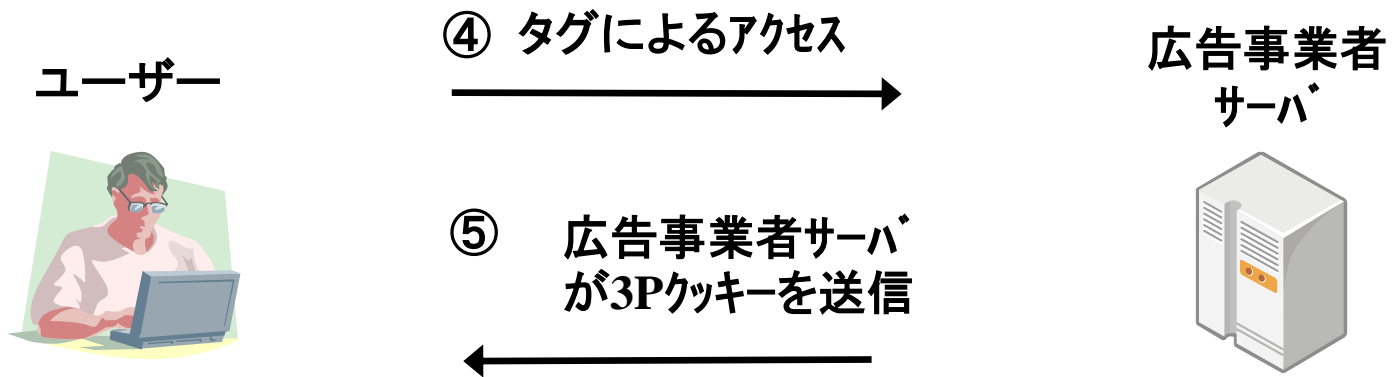 ④ タグによるｱｸｾｽ
広告事業者
ｻｰﾊﾞ
ユーザー
⑤ 広告事業者ｻｰﾊﾞ
が3Pｸｯｷｰを送信